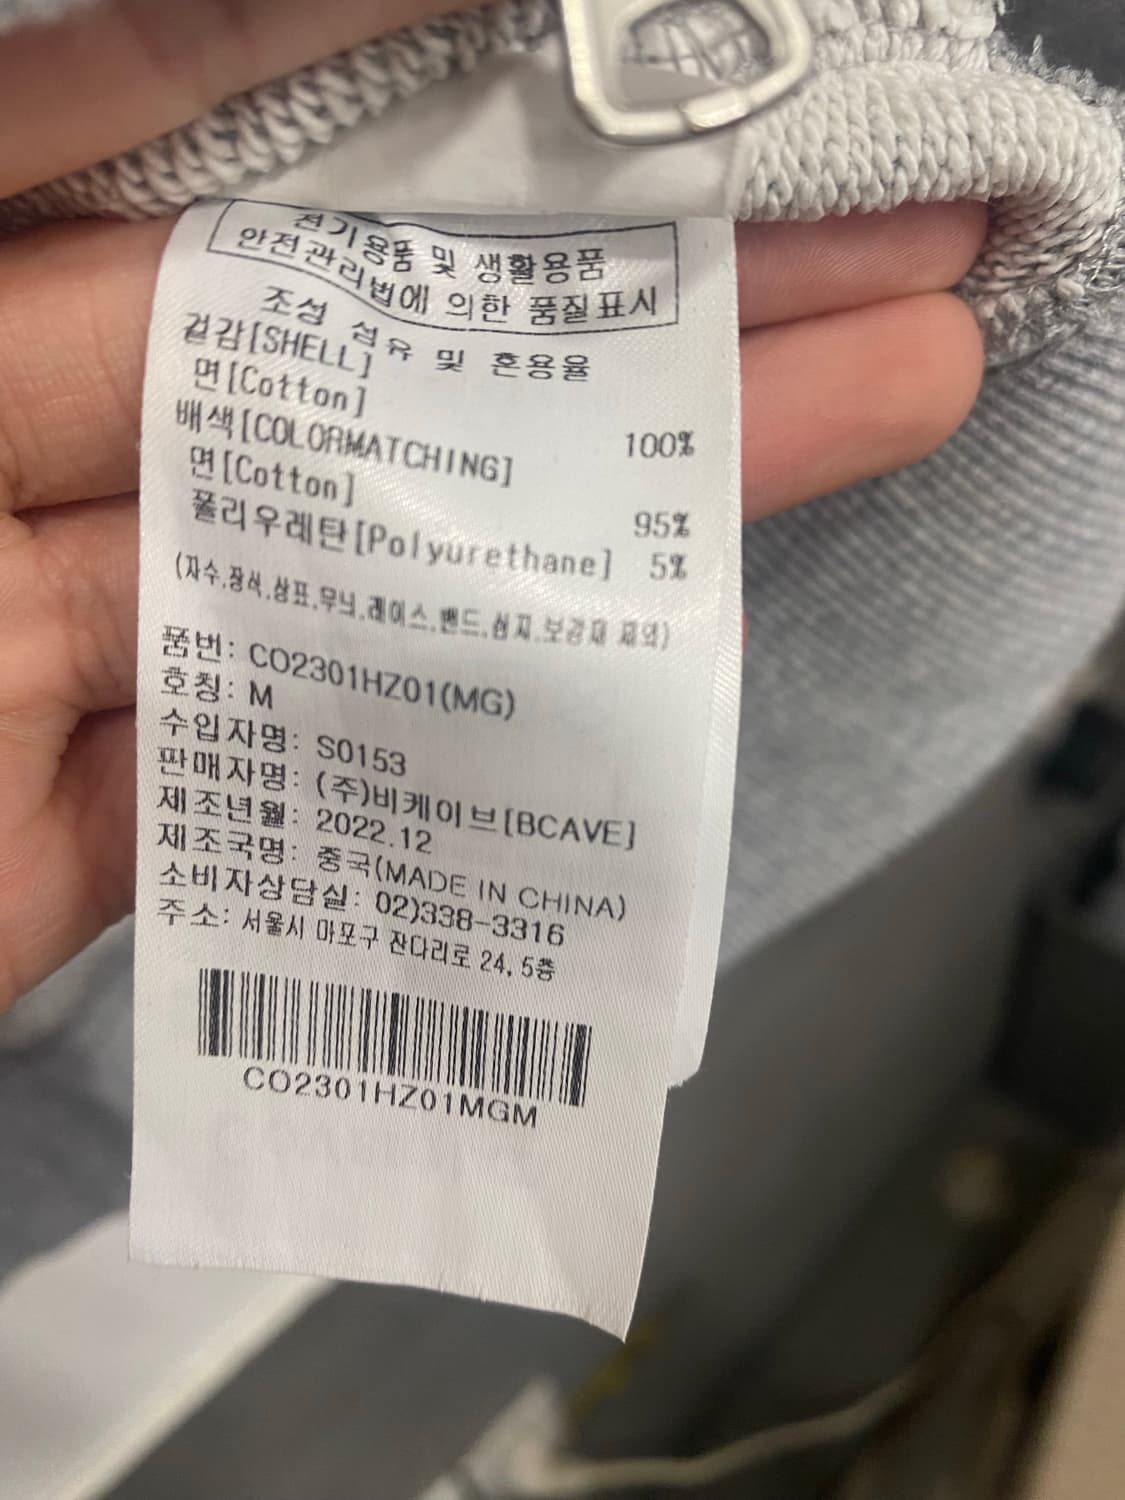 전기용품 및 생활용품
안전관리법에 의한 품질표시
조성 섬유 및 혼용율
겉감[SHELL]
면[Cotton] 100%
배색[COLORMATCHING]
면[Cotton] 95%
폴리우레탄[Polyurethane] 5%
(자수.장식.상표.무늬.레이스.밴드.심지.보강재 제외)
품번: CO2301HZ01(MG)
호칭: M
수입자명: S0153
판매자명: (주)비케이브[BCAVE]
제조년월: 2022.12
제조국명: 중국(MADE IN CHINA)
소비자상담실: 02)338-3316
주소: 서울시 마포구 잔다리로 24, 5층
CO2301HZ01MGM